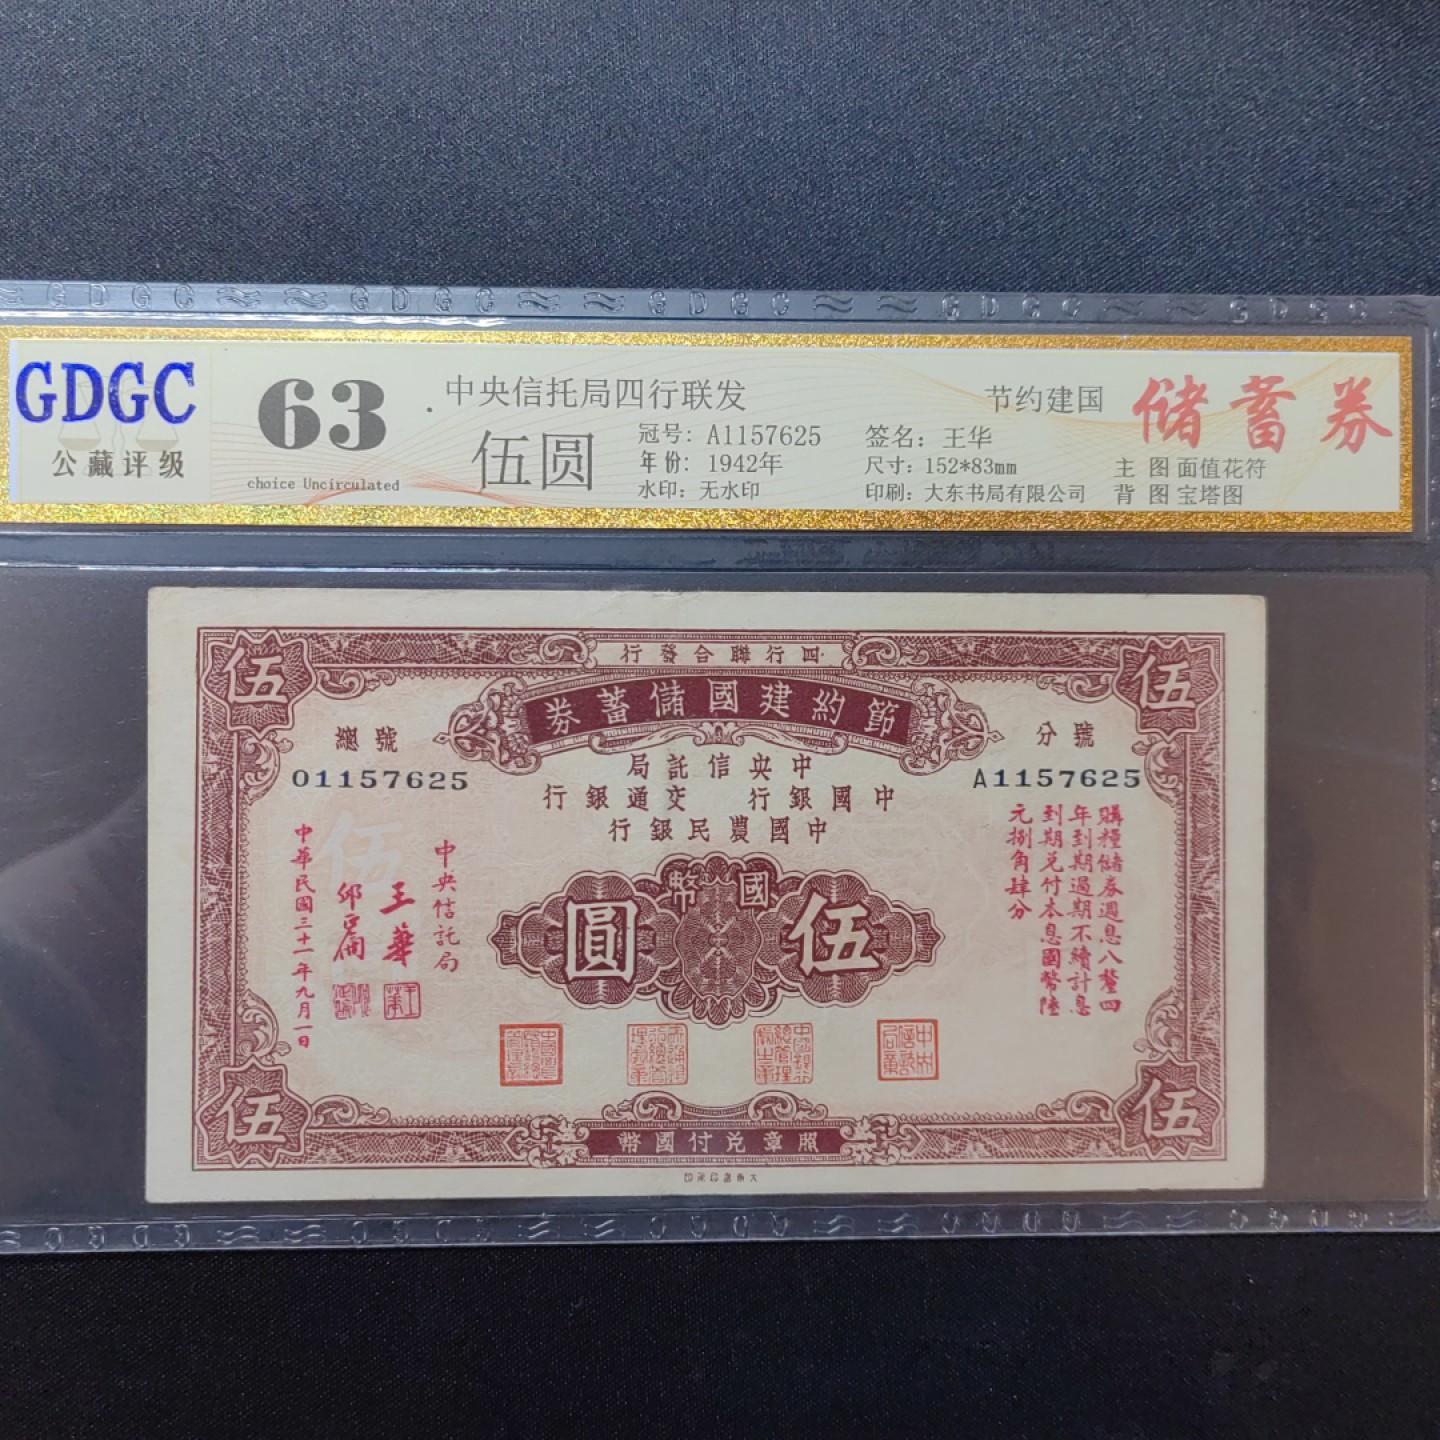 GDGC GDGC GDGC GDGC GDGC
GDGC
公藏评级
63
choice Uncirculated
中央信托局四行联发
伍圆
冠号：A1157625
年份：1942年
水印：无水印
签名：王华
尺寸：152*83mm
印刷：大东书局有限公司
节约建国
储蓄券
主 图 面值花符
背 图 宝塔图
四行聯合發行
節約建國儲蓄券
伍
伍
總號
01157625
分號
A1157625
中央信託局
中國銀行 交通銀行
中國農民銀行
國幣
伍圓
購糧儲券週息八釐四
年到期過期不續計息
到期兌付本息國幣陸
元捌角肆分
中央信託局
王華
中華民國三十一年九月一日
伍
伍
照章兌付國幣